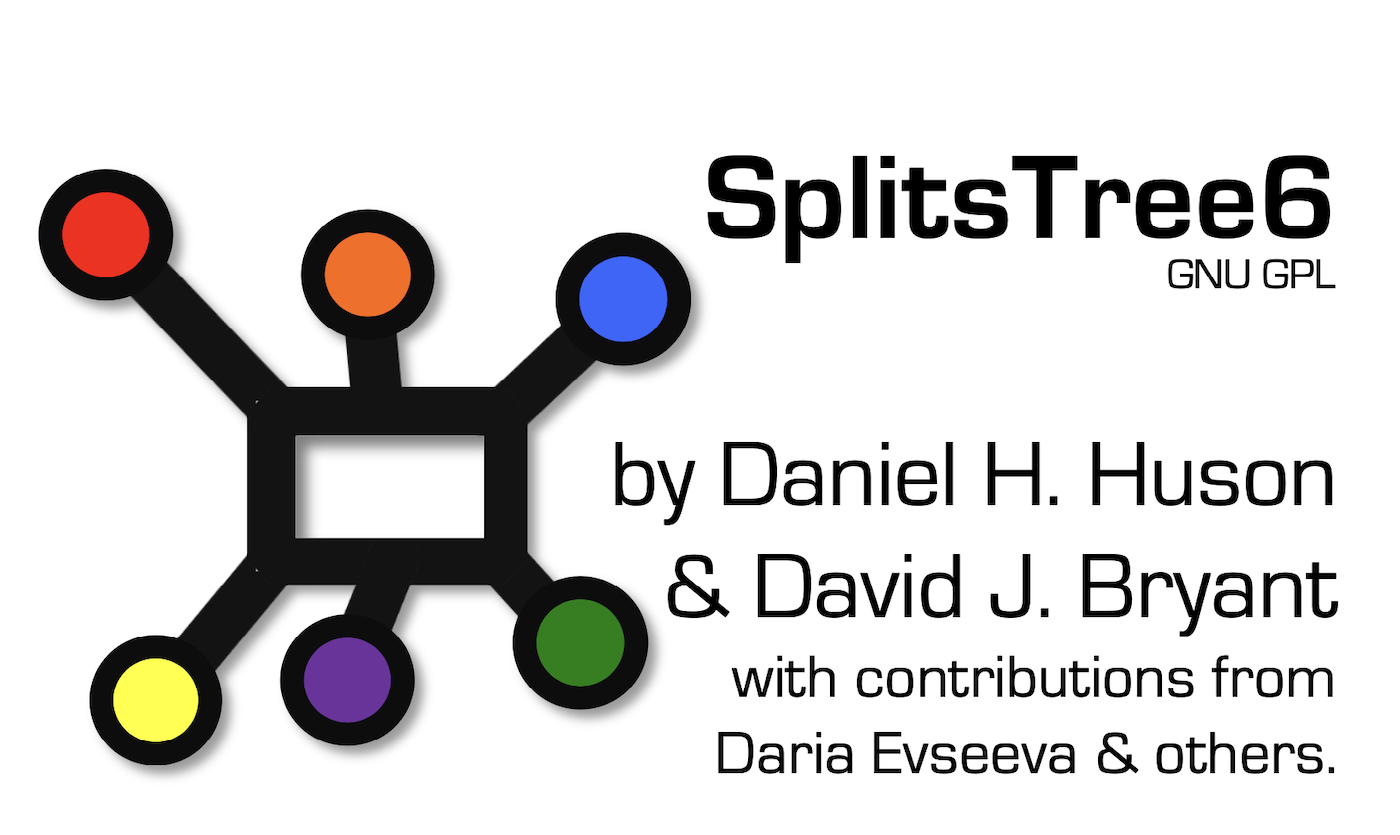 SplitsTree6
GNU GPL
by Daniel H. Huson
& David J. Bryant
with contributions from
Daria Evseeva & others.